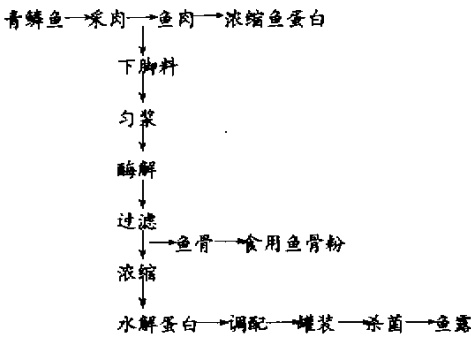 青鳞鱼→采肉→鱼肉→浓缩鱼蛋白
下脚料
匀浆
酶解
过滤
→鱼骨→食用鱼骨粉
浓缩
水解蛋白→调配→罐装→杀菌→鱼露